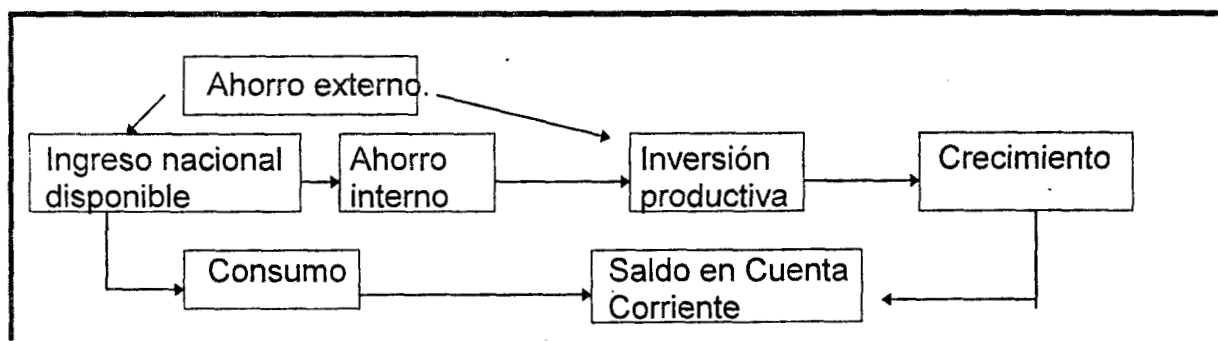 Ahorro externo.
Ingreso nacional
disponible
Ahorro
interno
Inversión
productiva
Crecimiento
Consumo
Saldo en Cuenta
Corriente